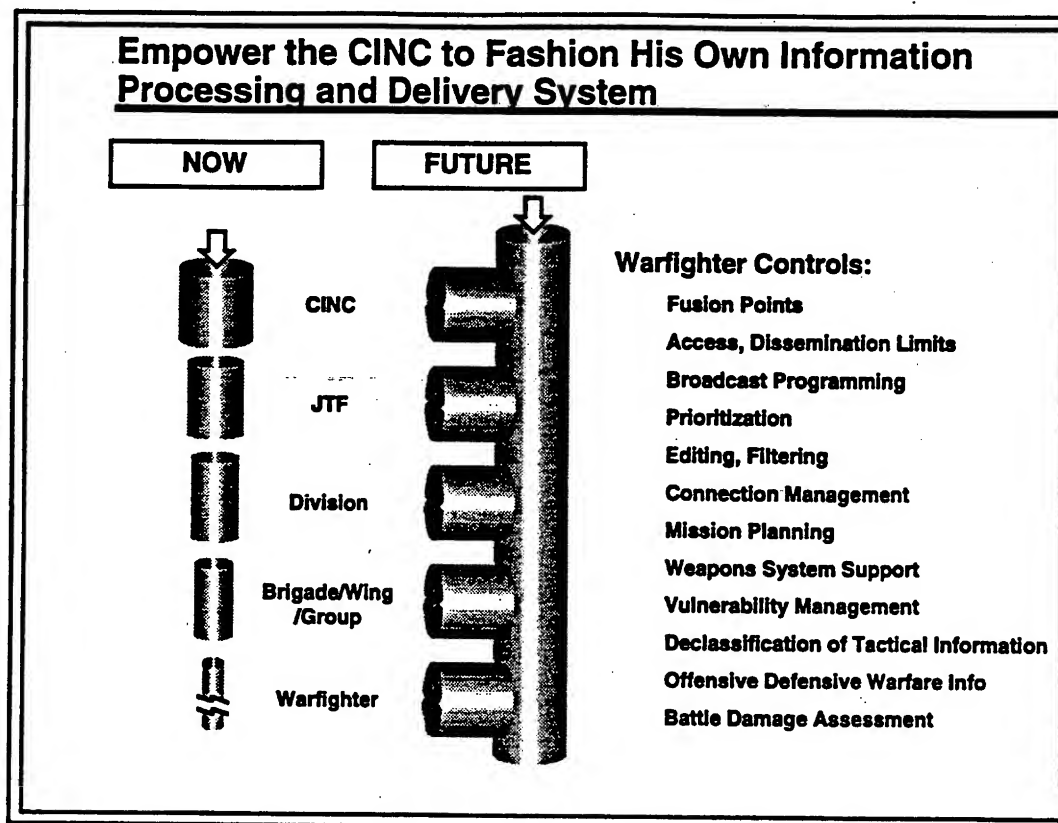 Empower the CINC to Fashion His Own Information
Processing and Delivery System
NOW
FUTURE
CINC
JTF
Division
Brigade/Wing
/Group
Warfighter
Warfighter Controls:
Fusion Points
Access, Dissemination Limits
Broadcast Programming
Prioritization
Editing, Filtering
Connection Management
Mission Planning
Weapons System Support
Vulnerability Management
Declassification of Tactical Information
Offensive Defensive Warfare Info
Battle Damage Assessment